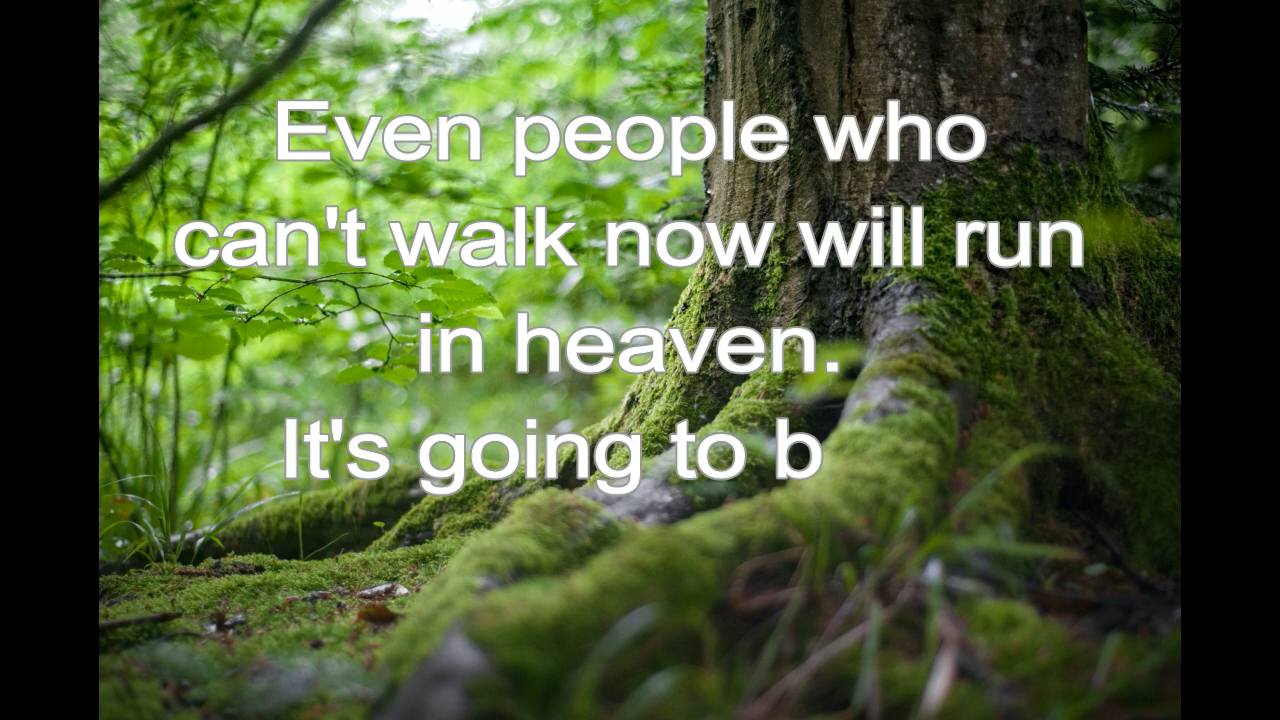 Even people who
can't walk now will run
in heaven.
It's going to b